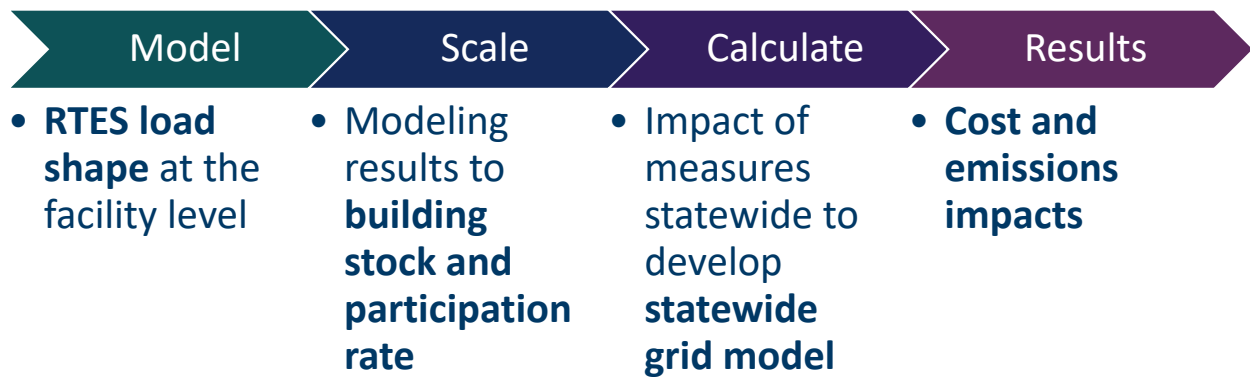 Model
• RTES load
shape at the
facility level
Scale
• Modeling
results to
building
stock and
participation
rate
Calculate
• Impact of
measures
statewide to
develop
statewide
grid model
Results
• Cost and
emissions
impacts